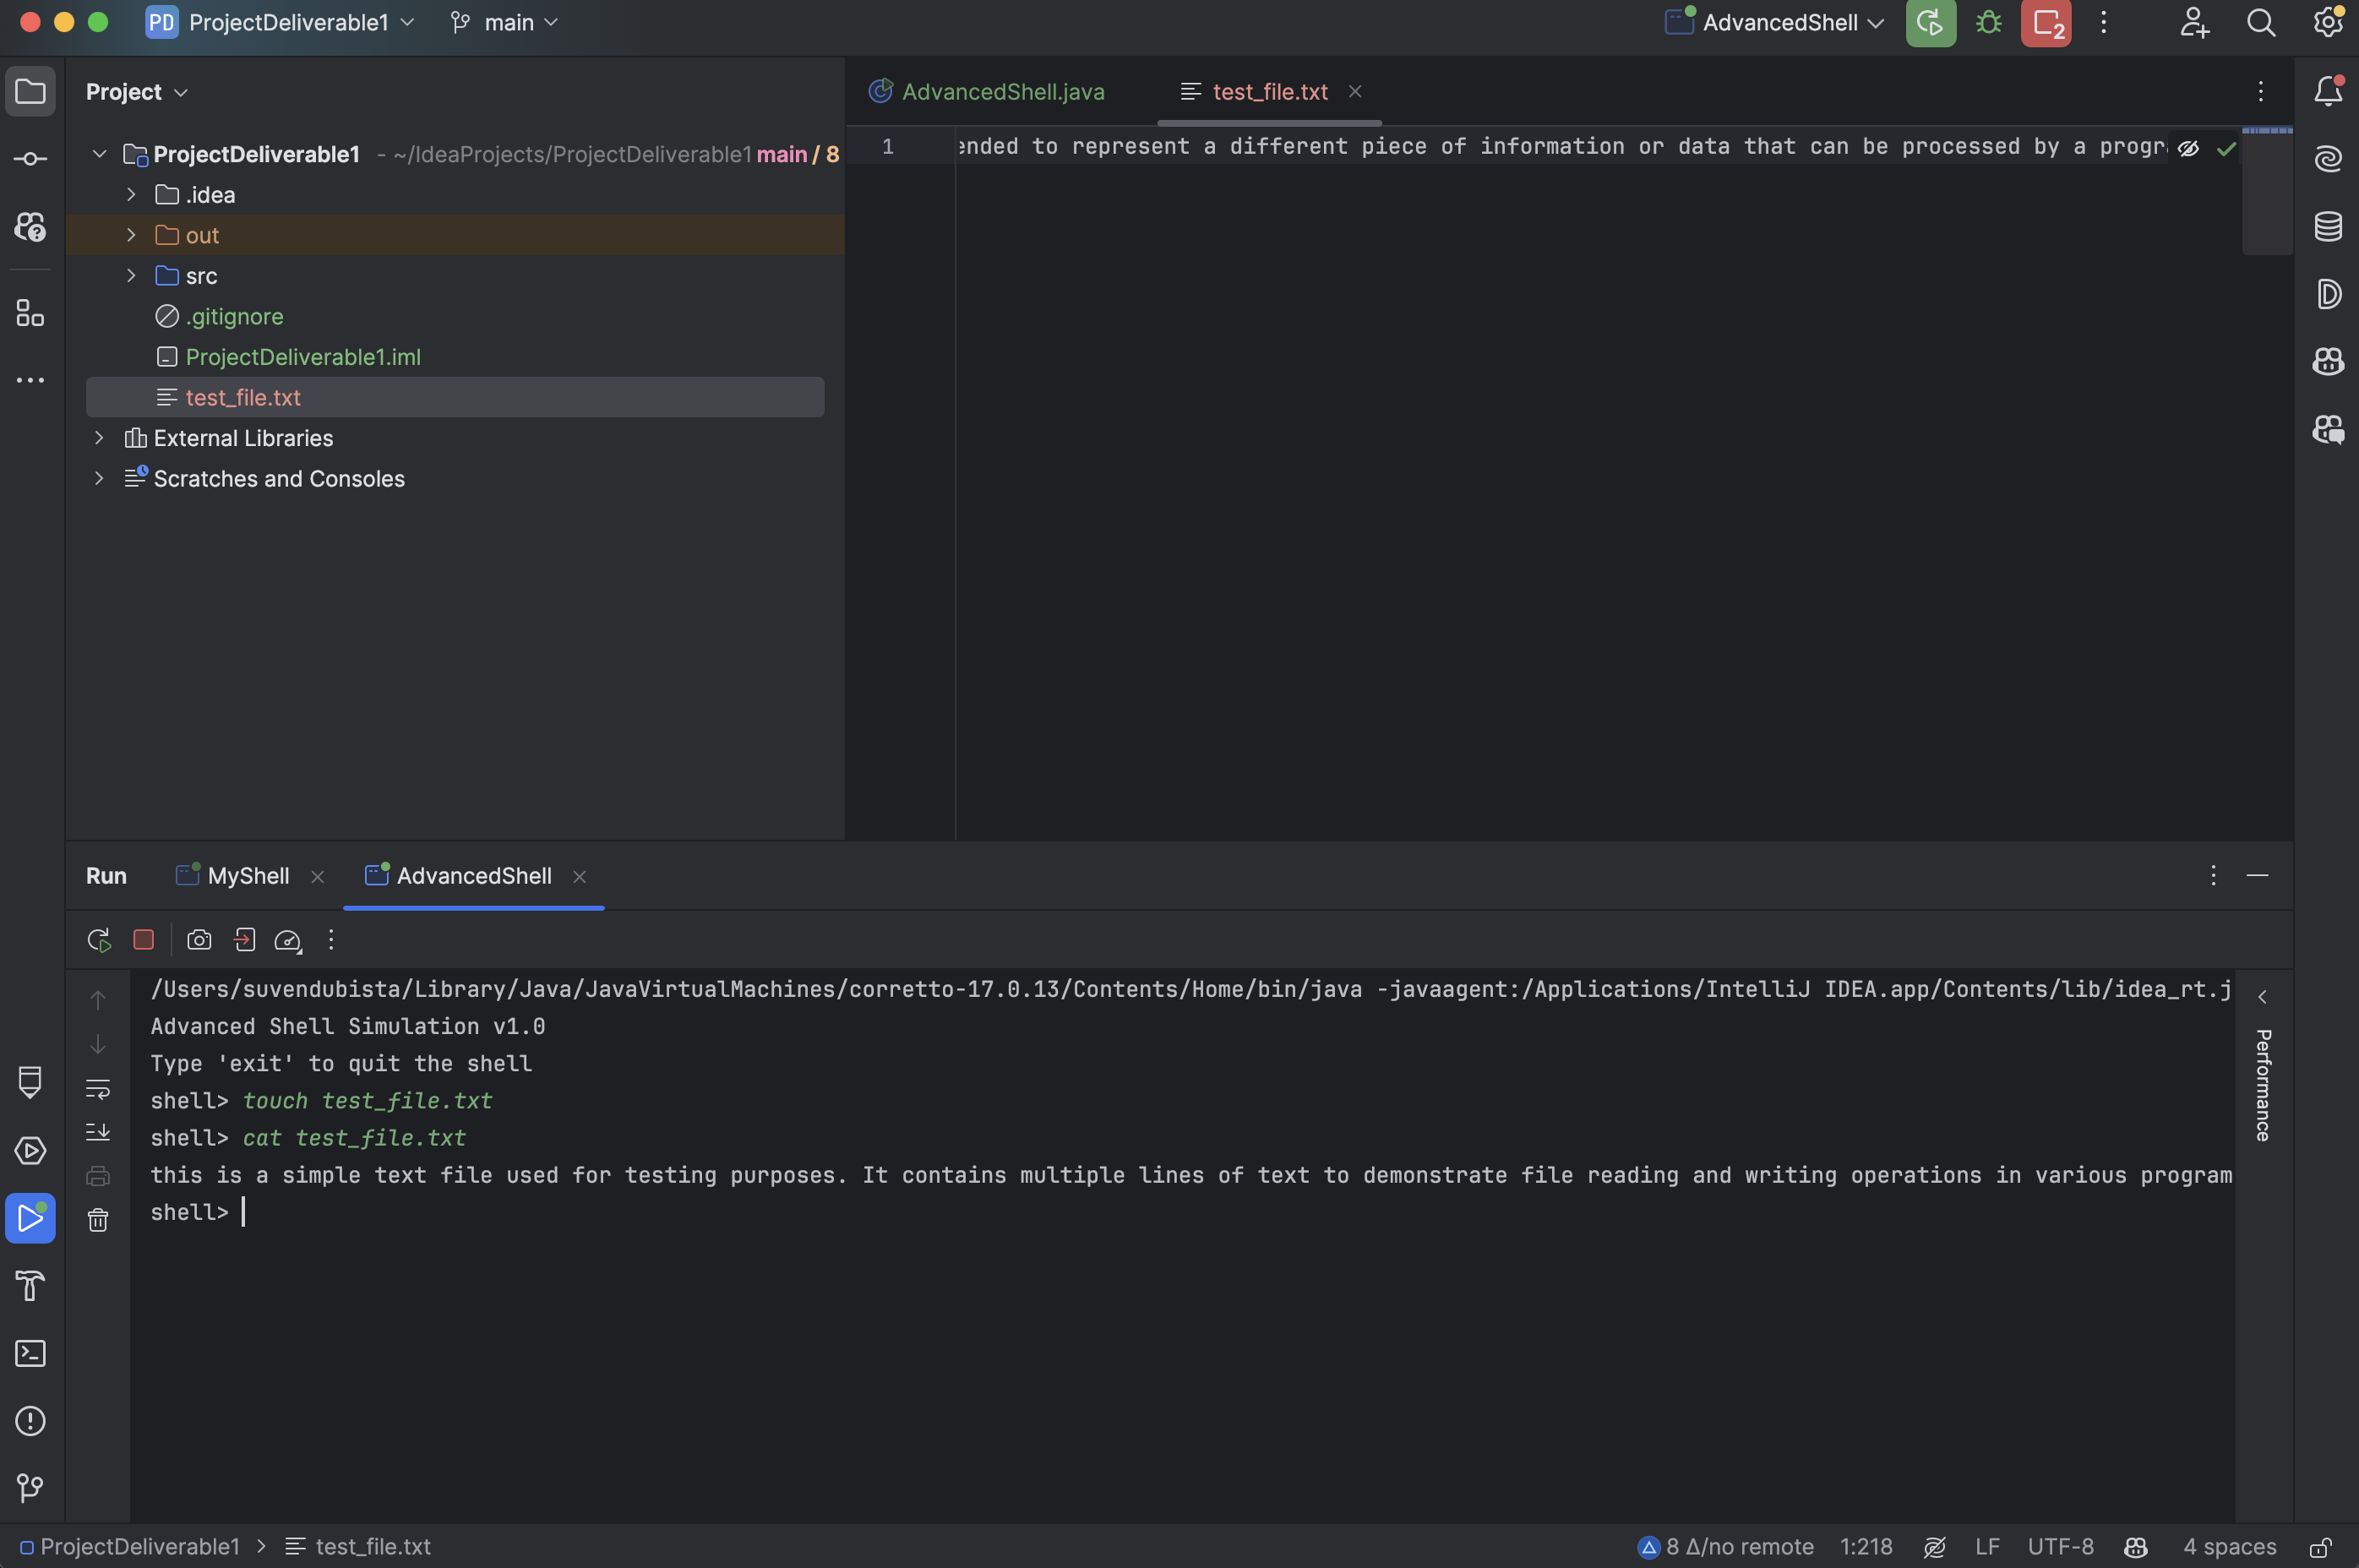 PD ProjectDeliverable1 main AdvancedShell 2
Project
AdvancedShell.java test_file.txt
ProjectDeliverable1 - ~/IdeaProjects/ProjectDeliverable1 main / 8
.idea
out
src
.gitignore
ProjectDeliverable1.iml
test_file.txt
External Libraries
Scratches and Consoles
1 ended to represent a different piece of information or data that can be processed by a progr
Run MyShell AdvancedShell
/Users/suvendubista/Library/Java/JavaVirtualMachines/corretto-17.0.13/Contents/Home/bin/java -javaagent:/Applications/IntelliJ IDEA.app/Contents/lib/idea_rt.j
Advanced Shell Simulation v1.0
Type 'exit' to quit the shell
shell> touch test_file.txt
shell> cat test_file.txt
this is a simple text file used for testing purposes. It contains multiple lines of text to demonstrate file reading and writing operations in various program
shell>
Performance
ProjectDeliverable1 > test_file.txt 8 Δ/no remote 1:218 LF UTF-8 4 spaces